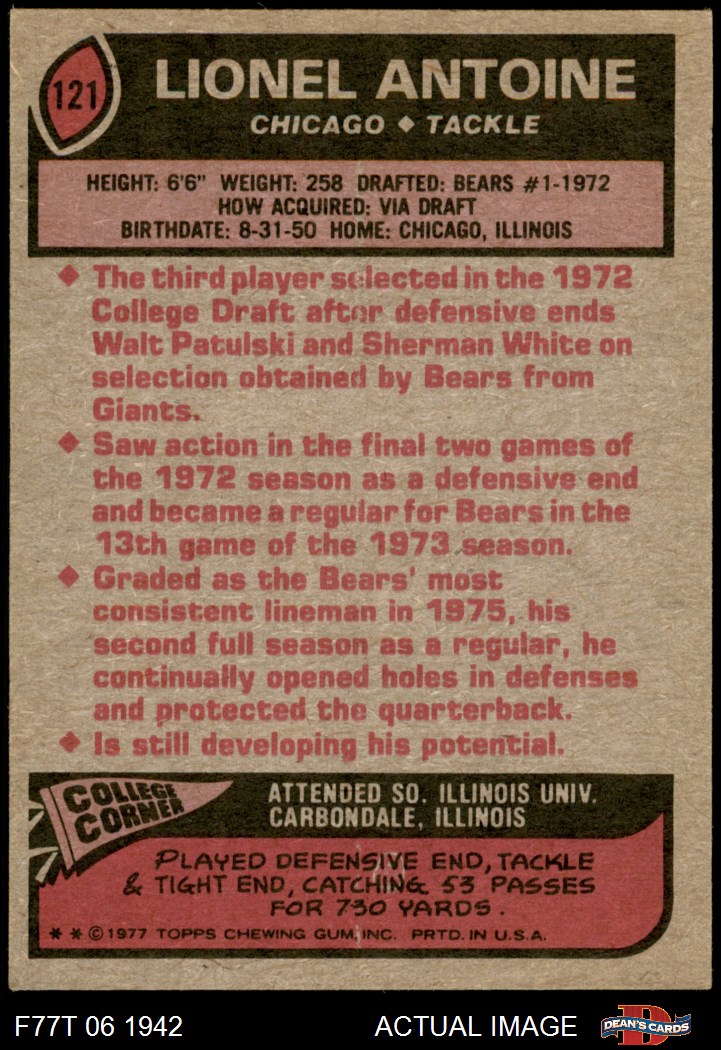 121
LIONEL ANTOINE
CHICAGO ◆ TACKLE
HEIGHT: 6'6" WEIGHT: 258 DRAFTED: BEARS #1-1972
HOW ACQUIRED: VIA DRAFT
BIRTHDATE: 8-31-50 HOME: CHICAGO, ILLINOIS
◆ The third player selected in the 1972
College Draft after defensive ends
Walt Patulski and Sherman White on
selection obtained by Bears from
Giants.
◆ Saw action in the final two games of
the 1972 season as a defensive end
and became a regular for Bears in the
13th game of the 1973 season.
◆ Graded as the Bears' most
consistent lineman in 1975, his
second full season as a regular, he
continually opened holes in defenses
and protected the quarterback.
◆ Is still developing his potential.
COLLEGE
CORNER
ATTENDED SO. ILLINOIS UNIV.
CARBONDALE, ILLINOIS
PLAYED DEFENSIVE END, TACKLE
& TIGHT END, CATCHING 53 PASSES
FOR 730 YARDS.
* * © 1977 TOPPS CHEWING GUM, INC. PRTD. IN U.S.A.
F77T 06 1942
ACTUAL IMAGE
D
DEAN'S CARDS